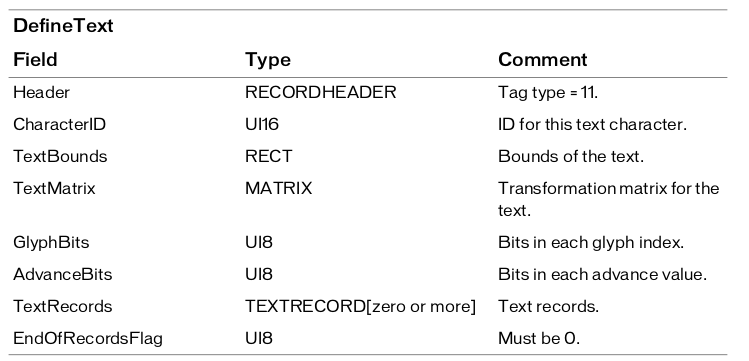 DefineText
Field Type Comment
Header RECORDHEADER Tag type = 11.
CharacterID UI16 ID for this text character.
TextBounds RECT Bounds of the text.
TextMatrix MATRIX Transformation matrix for the
text.
GlyphBits UI8 Bits in each glyph index.
AdvanceBits UI8 Bits in each advance value.
TextRecords TEXTRECORD[zero or more] Text records.
EndOfRecordsFlag UI8 Must be 0.